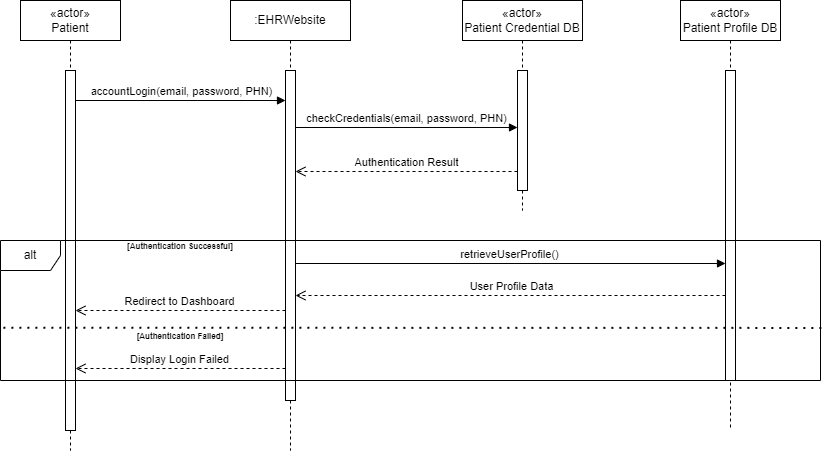 «actor»
Patient
:EHRWebsite
«actor»
Patient Credential DB
«actor»
Patient Profile DB
accountLogin(email, password, PHN)
checkCredentials(email, password, PHN)
Authentication Result
alt
[Authentication Successful]
retrieveUserProfile()
User Profile Data
Redirect to Dashboard
[Authentication Failed]
Display Login Failed